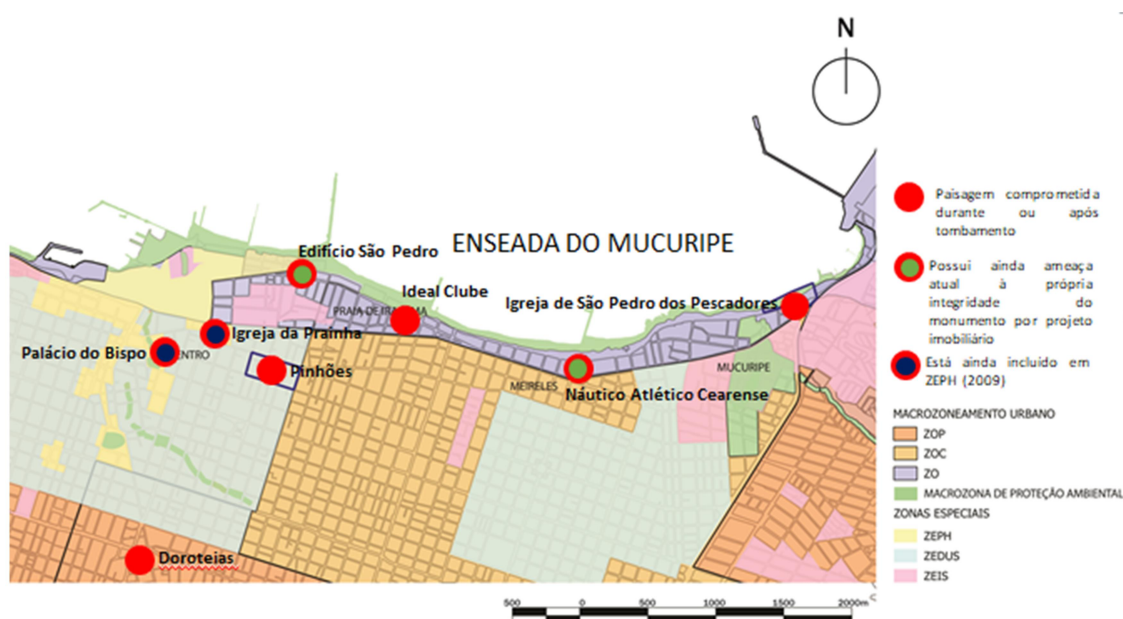 N
Edifício São Pedro
ENSEADA DO MUCURIPE
Ideal Clube
PRAIA DE IRA MA
Igreja de São Pedro dos Pescadores
Igreja da Prainha
Palácio do Bispo
ENTRO
Pinhões
MUCURIPE
MEIRELES
Náutico Atlético Cearense
Doroteias
Paisagem comprometida
durante ou após
tombamento
Possui ainda ameaça
atual à própria
integridade do
monumento por projeto
imobiliário
Está ainda incluído em
ZEPH (2009)
MACROZONEAMENTO URBANO
ZOP
ZOC
ZO
MACROZONA DE PROTEÇÃO AMBIENTAL
ZONAS ESPECIAIS
ZEPH
ZEDUS
ZEIS
500 0 500 1000 1500 2000m